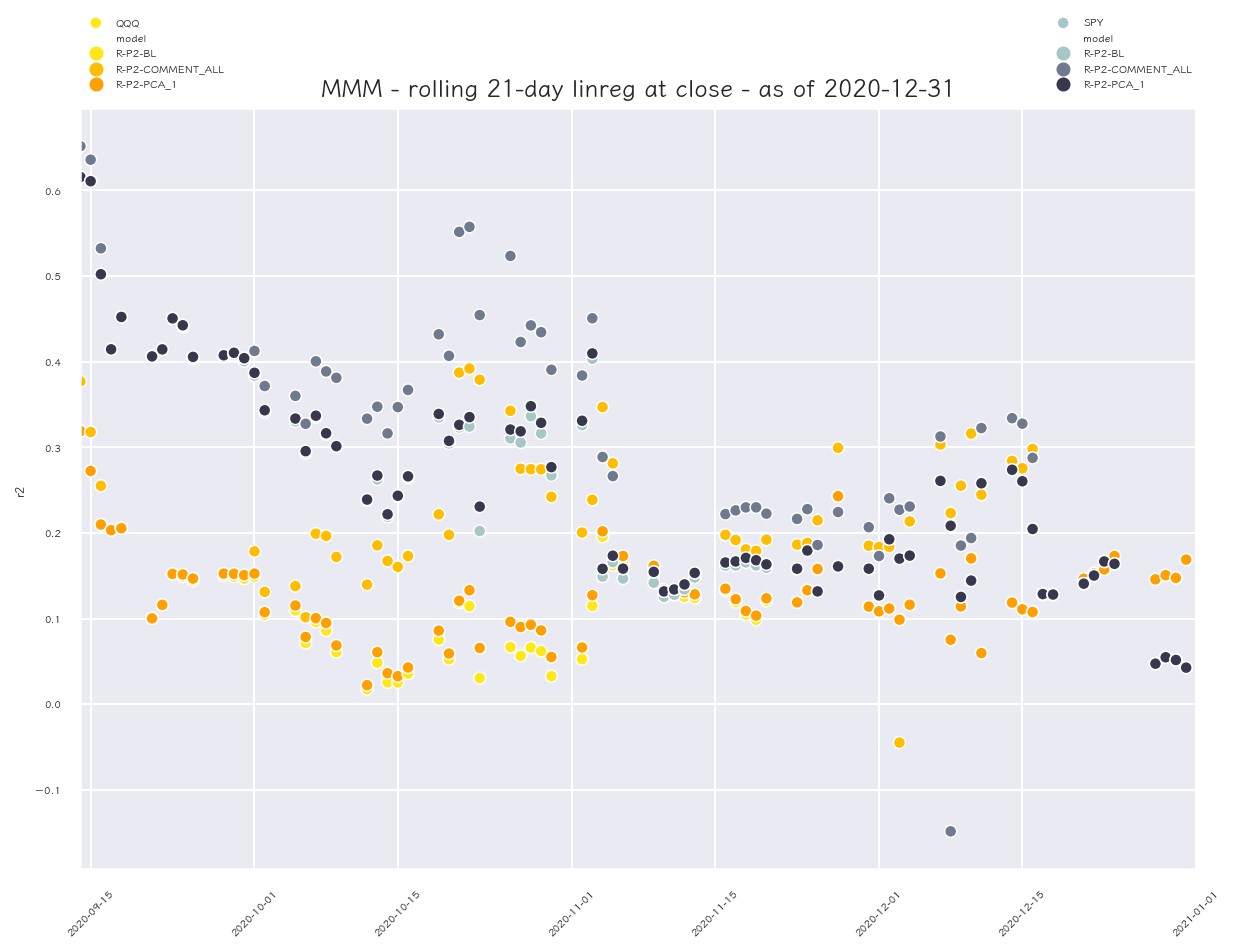 QQQ
model
R-P2-BL
R-P2-COMMENT_ALL
R-P2-PCA_1
SPY
model
R-P2-BL
R-P2-COMMENT_ALL
R-P2-PCA_1
MMM - rolling 21-day linreg at close - as of 2020-12-31
0.6
0.5
0.4
0.3
0.2
0.1
0.0
−0.1
r2
2020-09-15
2020-10-01
2020-10-15
2020-11-01
2020-11-15
2020-12-01
2020-12-15
2021-01-01